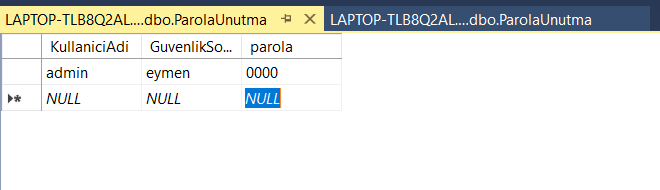 LAPTOP-TLB8Q2AL....dbo.ParolaUnutma LAPTOP-TLB8Q2AL....dbo.ParolaUnutma
KullaniciAdi GuvenlikSo... parola
admin eymen 0000
NULL NULL NULL